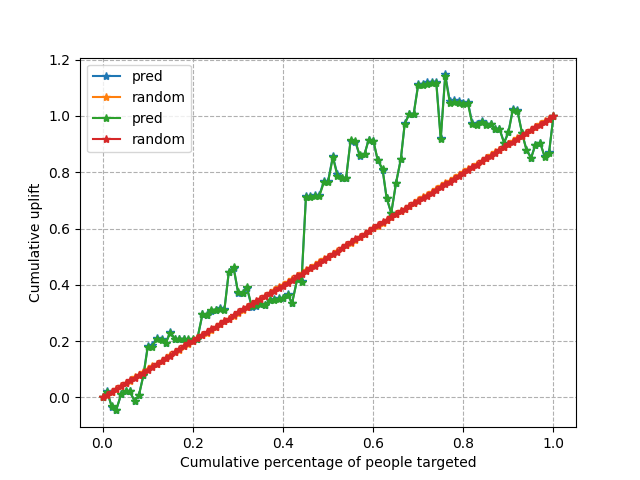 pred
random
pred
random
1.2
1.0
0.8
0.6
0.4
0.2
0.0
Cumulative uplift
0.0 0.2 0.4 0.6 0.8 1.0
Cumulative percentage of people targeted